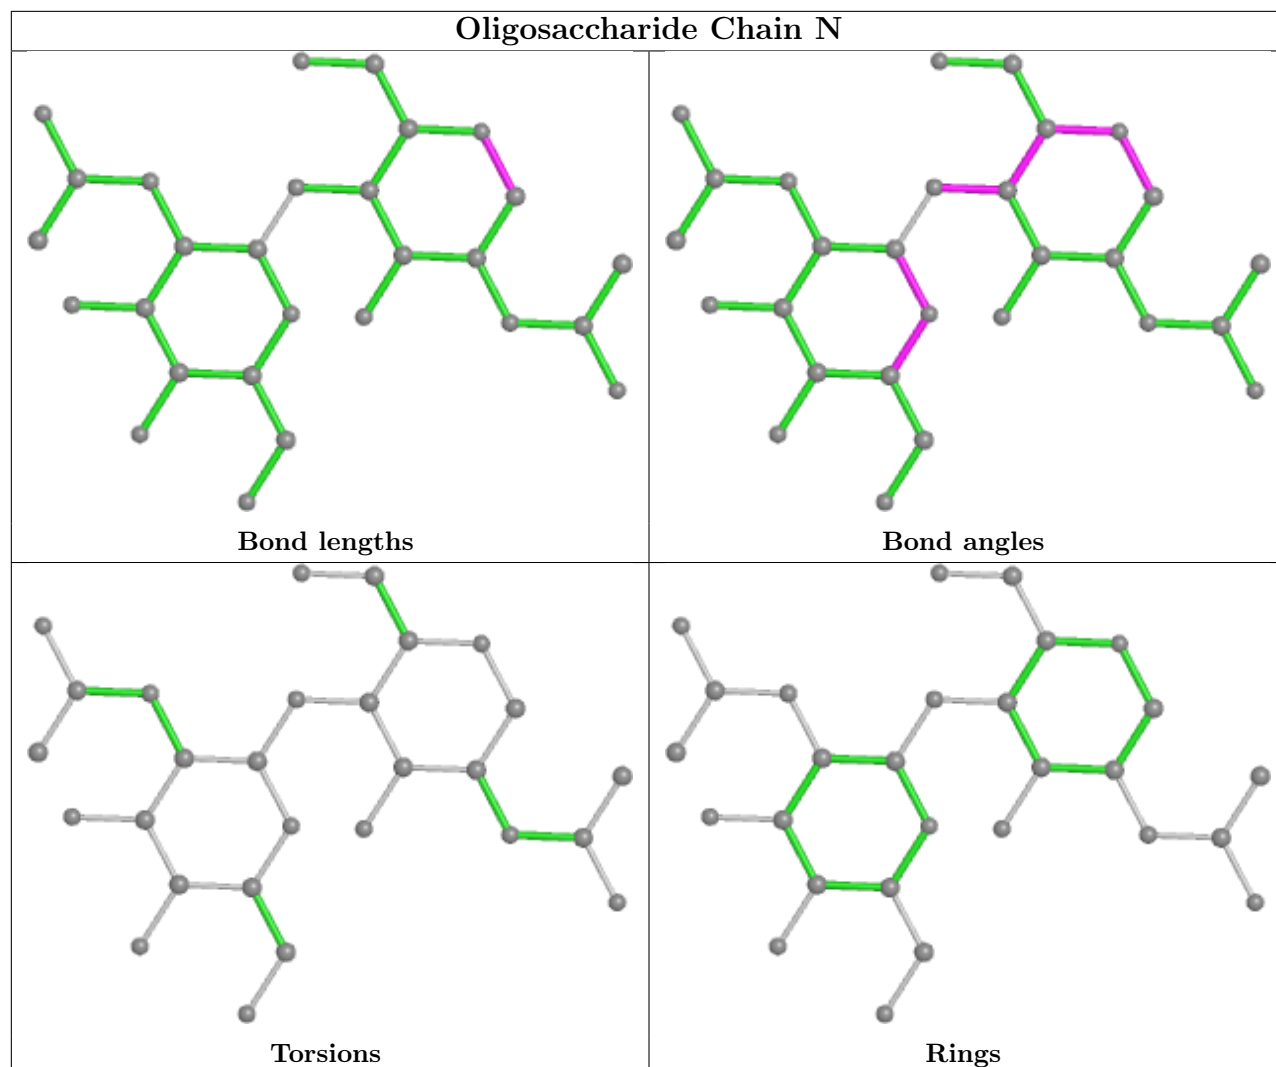 Oligosaccharide Chain N
Bond lengths
Bond angles
Torsions
Rings